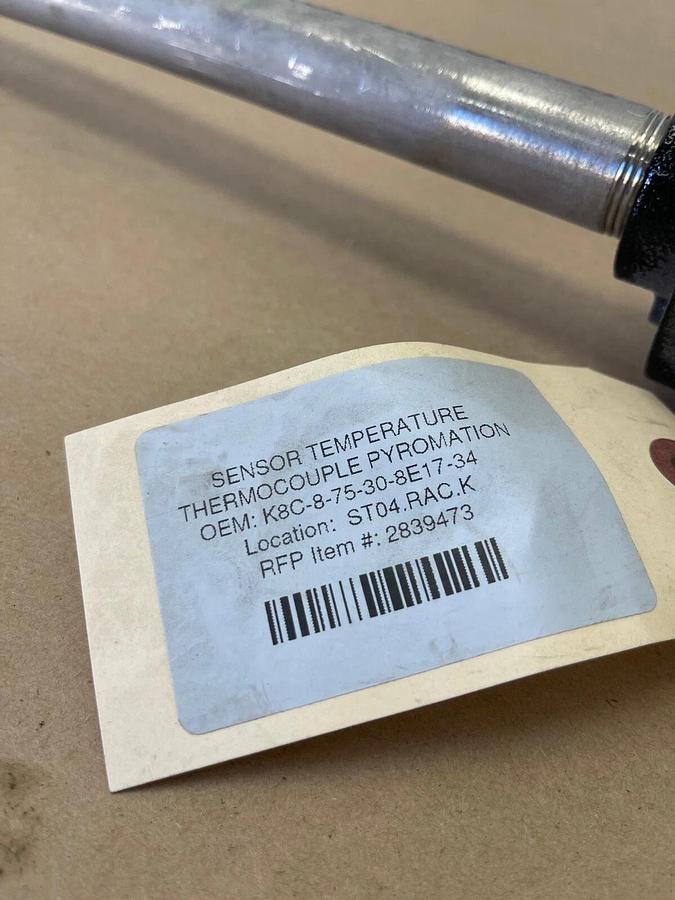 SENSOR TEMPERATURE
THERMOCOUPLE PYROMATION
OEM: K8C-8-75-30-8E17-34
Location: ST04.RAC.K
RFP Item #: 2839473